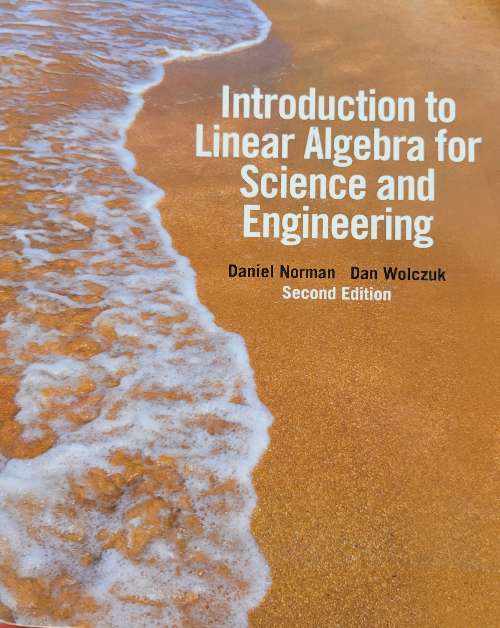 Introduction to
Linear Algebra for
Science and
Engineering
Daniel Norman Dan Wolczuk
Second Edition